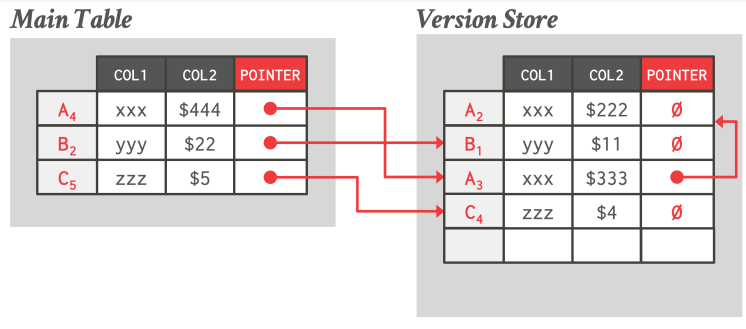 Main Table
COL1 COL2 POINTER
A₄ xxx $444
B₂ yyy $22
C₅ zzz $5
Version Store
COL1 COL2 POINTER
A₂ xxx $222 Ø
B₁ yyy $11 Ø
A₃ xxx $333
C₄ zzz $4 Ø